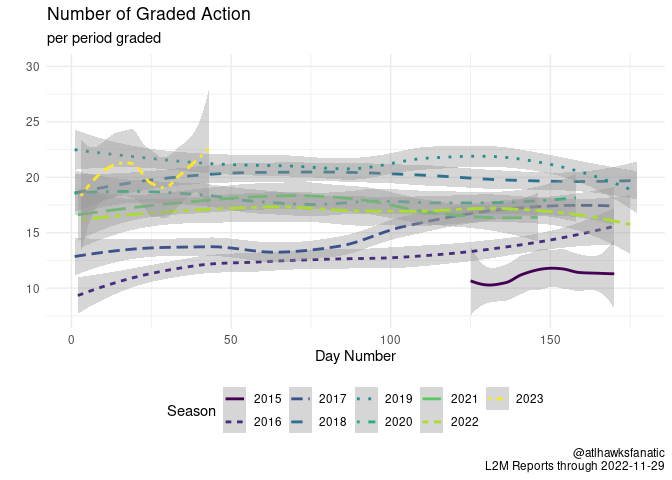 Number of Graded Action
per period graded
30
25
20
15
10
0 50 100 150
Day Number
Season
2015 2017 2019 2021 2023
2016 2018 2020 2022
@atlhawksfanatic
L2M Reports through 2022-11-29